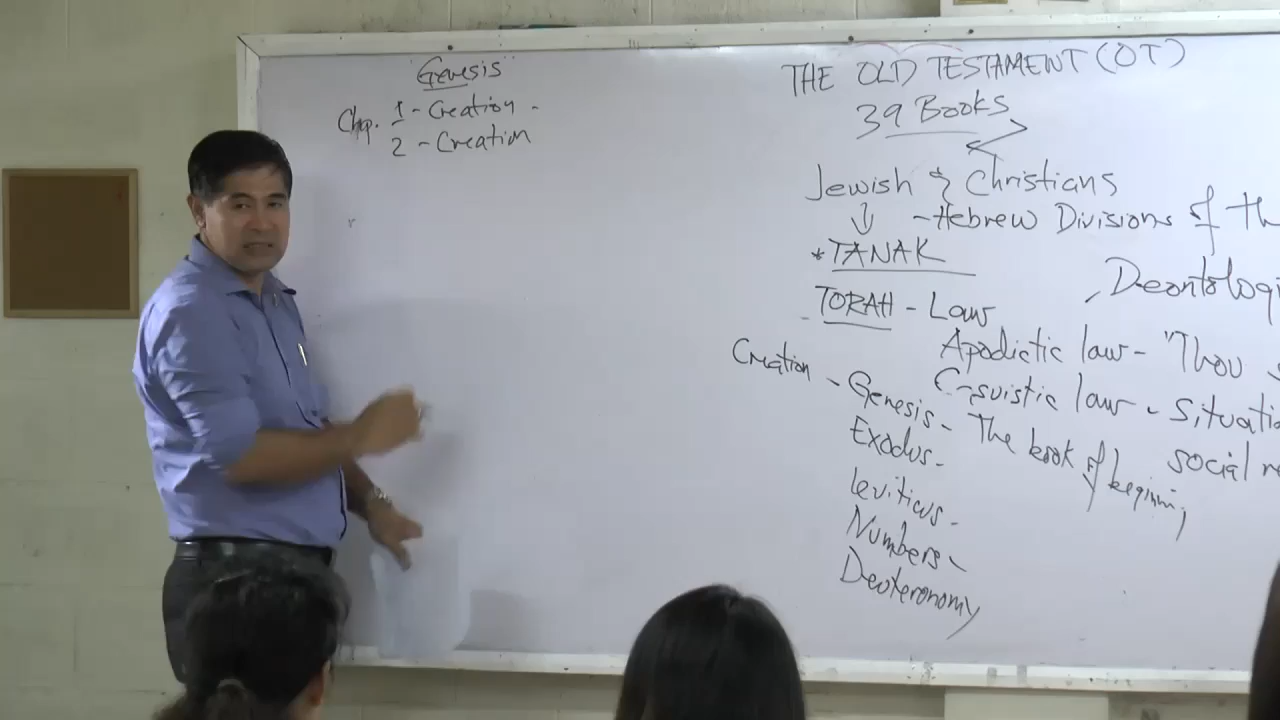 "Genesis"
Chap. 1 - Creation -
2 - Creation
THE OLD TESTAMENT (OT)
39 Books
Jewish & Christians
- Hebrew Divisions of th
* TANAK
Deontologi
TORAH - Law
Apodictic law - "Thou s
Casuistic law - situatio
social re
Creation - Genesis - The book of beginning
Exodus -
Leviticus -
Numbers -
Deuteronomy